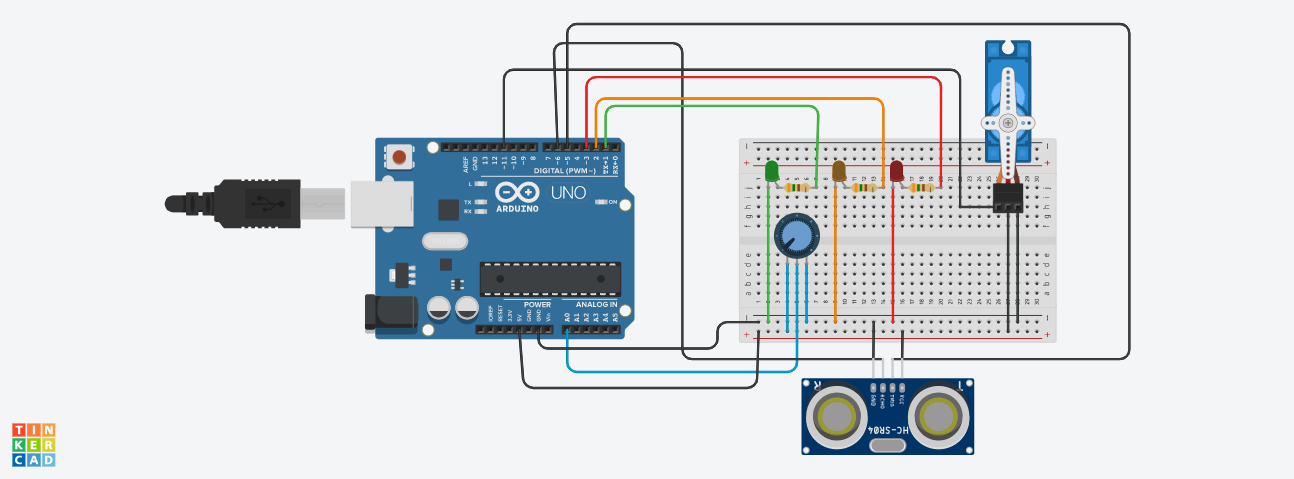 AREF
GND
13
12
~11
~10
~9
8
7
~6
~5
4
~3
2
TX→1
RX←0
DIGITAL (PWM~)
L
TX
RX
UNO
ARDUINO
ON
POWER
ANALOG IN
IOREF
RESET
3.3V
5V
GND
GND
Vin
A0
A1
A2
A3
A4
A5
GND
ECHO
TRIG
VCC
R
T
HC-SR04
TIN
KER
CAD